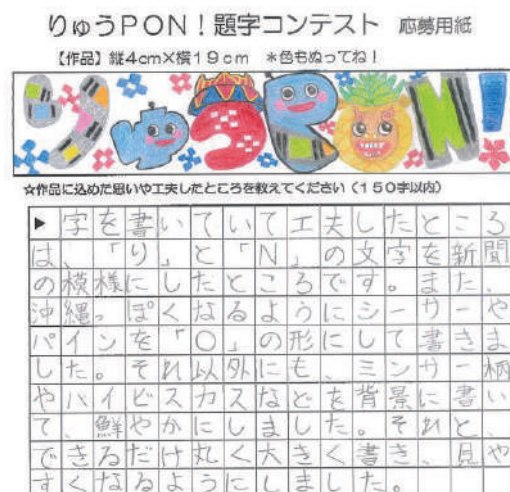 りゅうPON!題字コンテスト 応募用紙
【作品】縦4cm×横19cm *色もぬってね!
りゅうPON!
☆作品に込めた思いや工夫したところを教えてください(150字以内)
▶字を書いていて工夫したところ
は、「り」と「N」の文字を新聞
の模様にしたところです。また、
沖縄っぽくなるようにシーサーや
パインを「O」の形にして書きま
した。それ以外にも、ミンサー柄
やハイビスカスなどを背景に書い
て、鮮やかにしました。それと、
できるだけ丸く大きく書き、見や
すくなるようにしました。